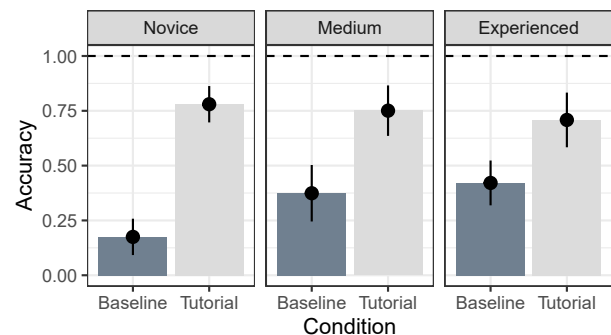 Novice Medium Experienced
1.00
0.75
0.50
0.25
0.00
Accuracy
Baseline Tutorial Baseline Tutorial Baseline Tutorial
Condition